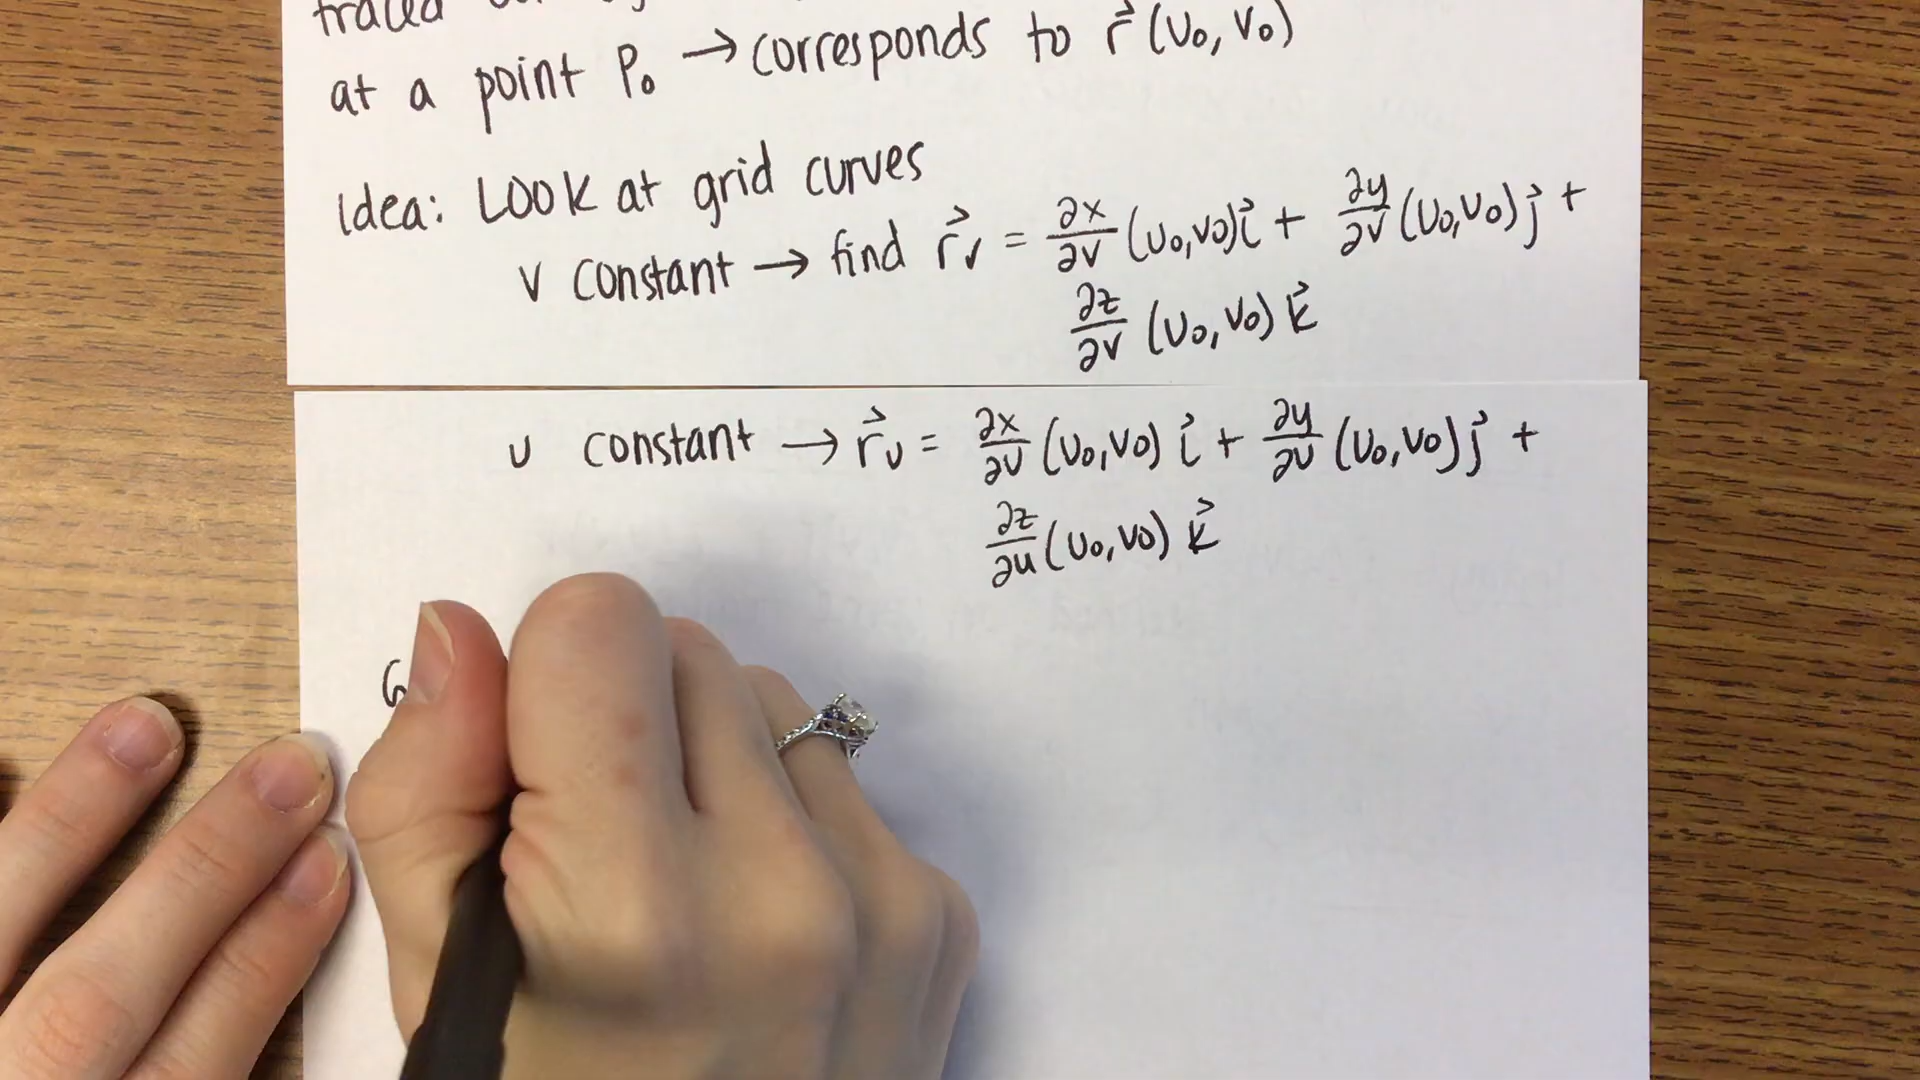 traced
at a point P₀ → corresponds to r⃗(u₀, v₀)
Idea: Look at grid curves
v constant → find r⃗ᵥ = ∂x/∂v (u₀,v₀)i⃗ + ∂y/∂v (u₀,v₀)j⃗ +
∂z/∂v (u₀, v₀) k⃗
u constant → r⃗ᵤ = ∂x/∂u (u₀,v₀) i⃗ + ∂y/∂u (u₀,v₀)j⃗ +
∂z/∂u (u₀,v₀) k⃗
G